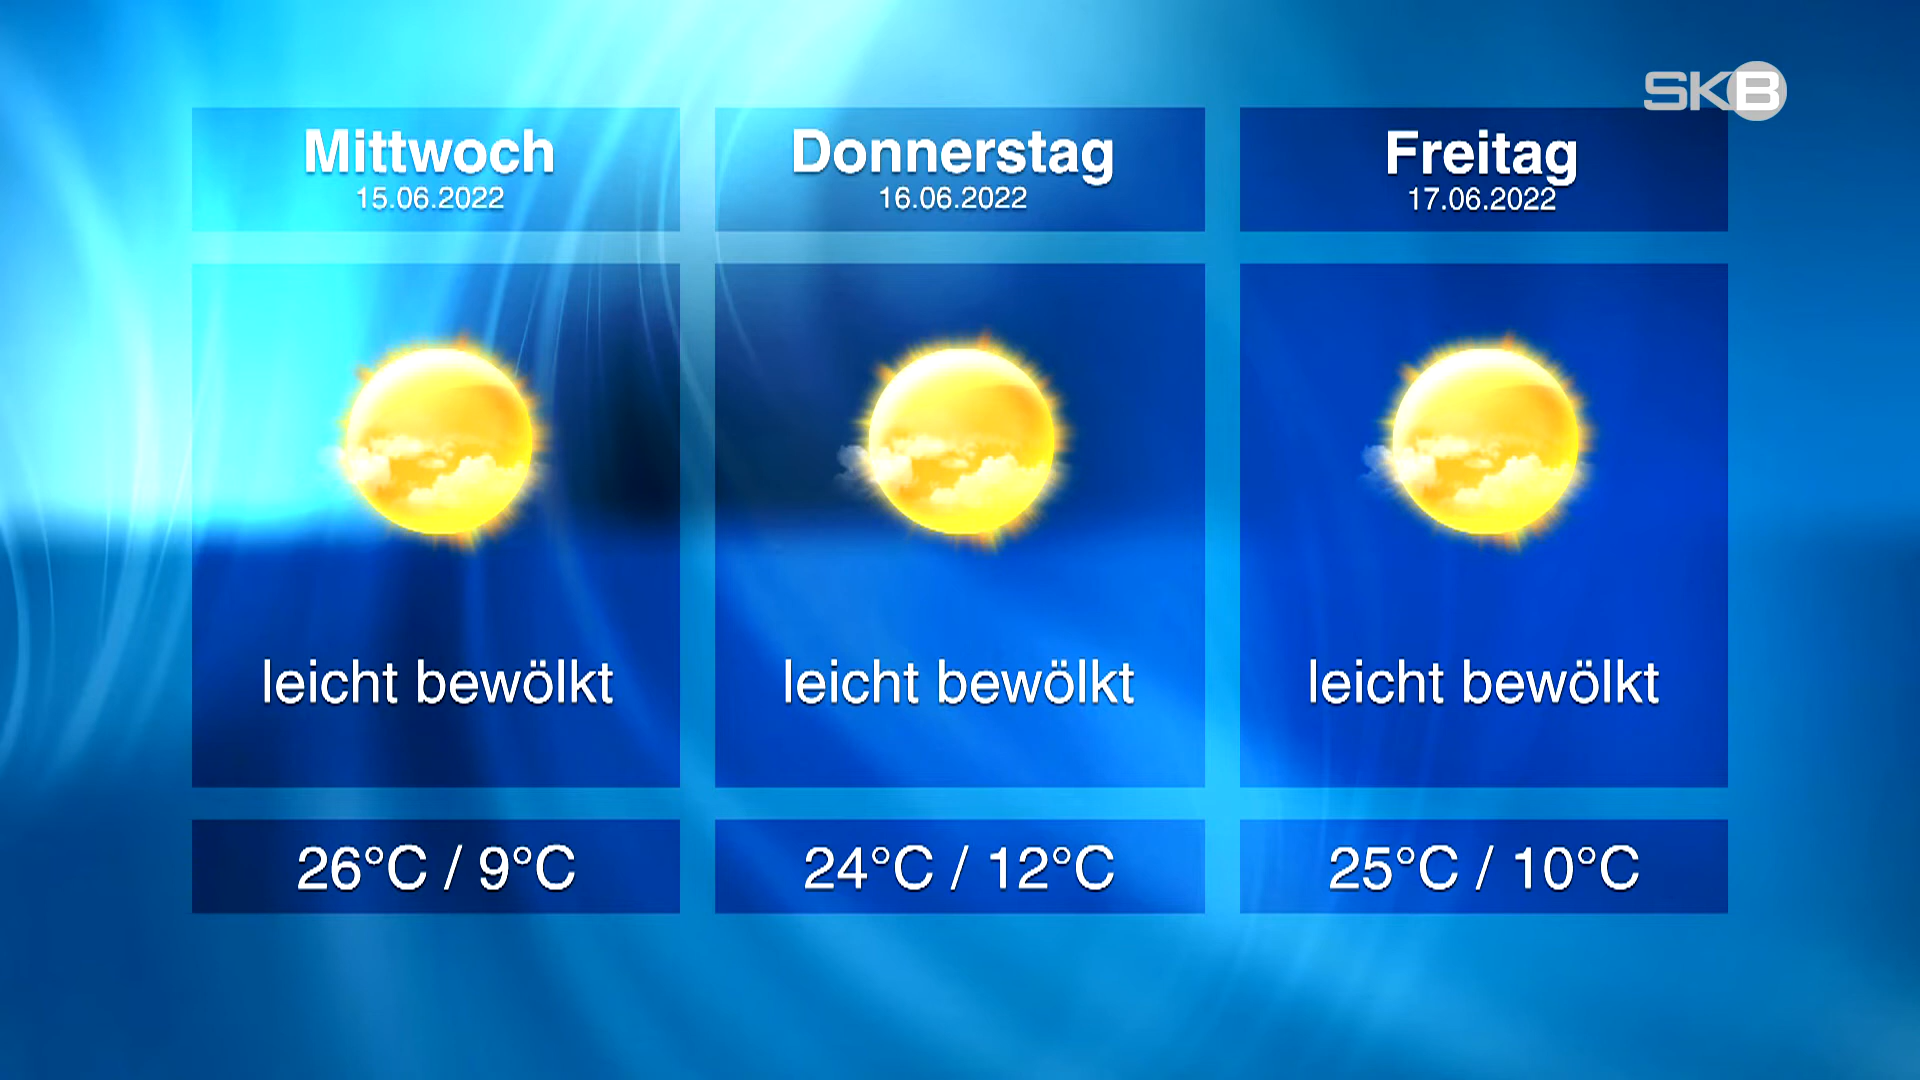 SKB
Mittwoch
15.06.2022
Donnerstag
16.06.2022
Freitag
17.06.2022
leicht bewölkt
leicht bewölkt
leicht bewölkt
26°C / 9°C
24°C / 12°C
25°C / 10°C